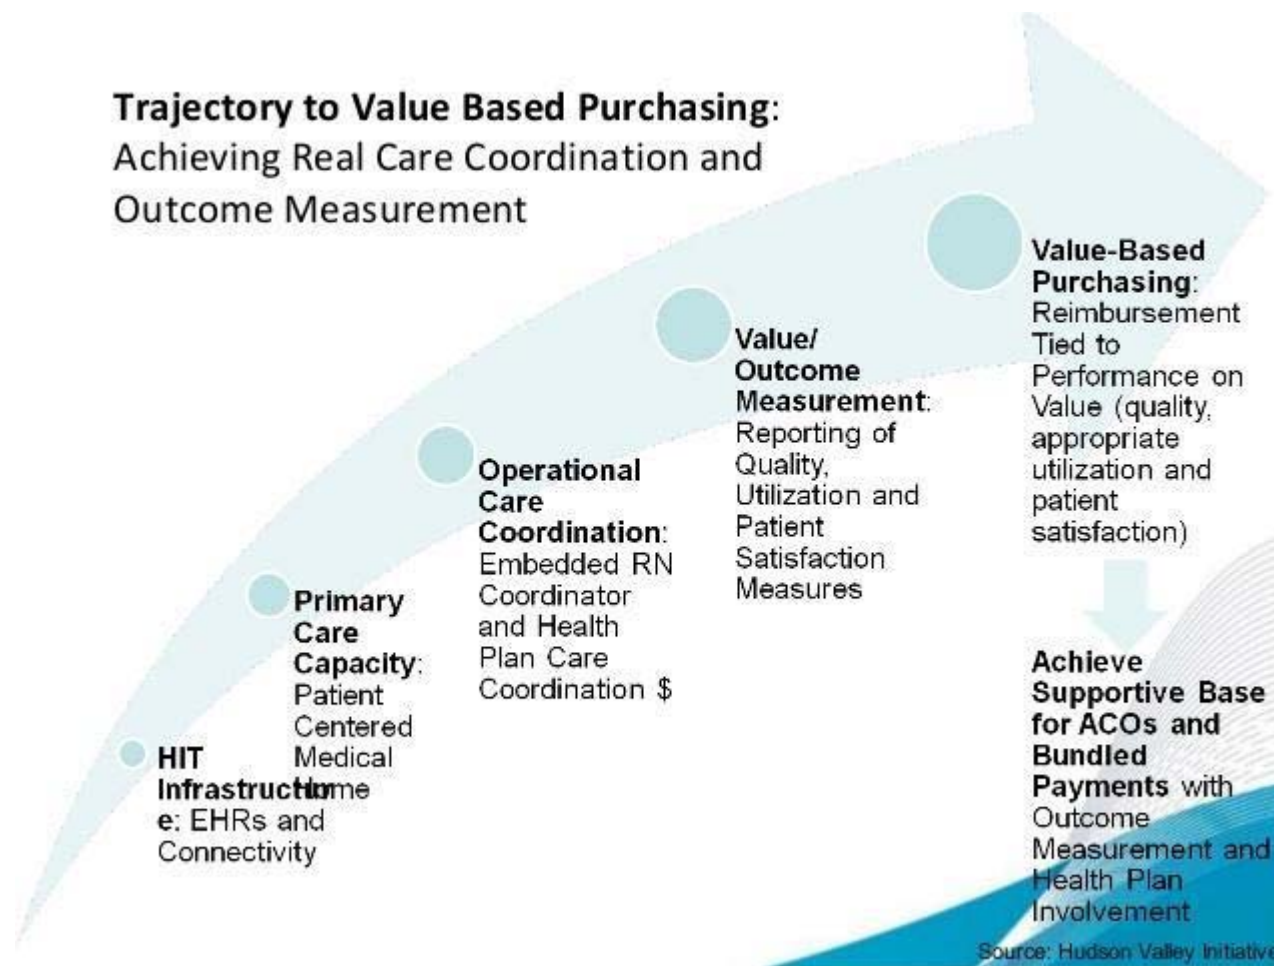 Trajectory to Value Based Purchasing:
Achieving Real Care Coordination and
Outcome Measurement
HIT
Infrastructur
e: EHRs and
Connectivity
Primary
Care
Capacity:
Patient
Centered
Medical
Home
Operational
Care
Coordination:
Embedded RN
Coordinator
and Health
Plan Care
Coordination $
Value/
Outcome
Measurement:
Reporting of
Quality,
Utilization and
Patient
Satisfaction
Measures
Value-Based
Purchasing:
Reimbursement
Tied to
Performance on
Value (quality,
appropriate
utilization and
patient
satisfaction)
Achieve
Supportive Base
for ACOs and
Bundled
Payments with
Outcome
Measurement and
Health Plan
Involvement
Source: Hudson Valley Initiative